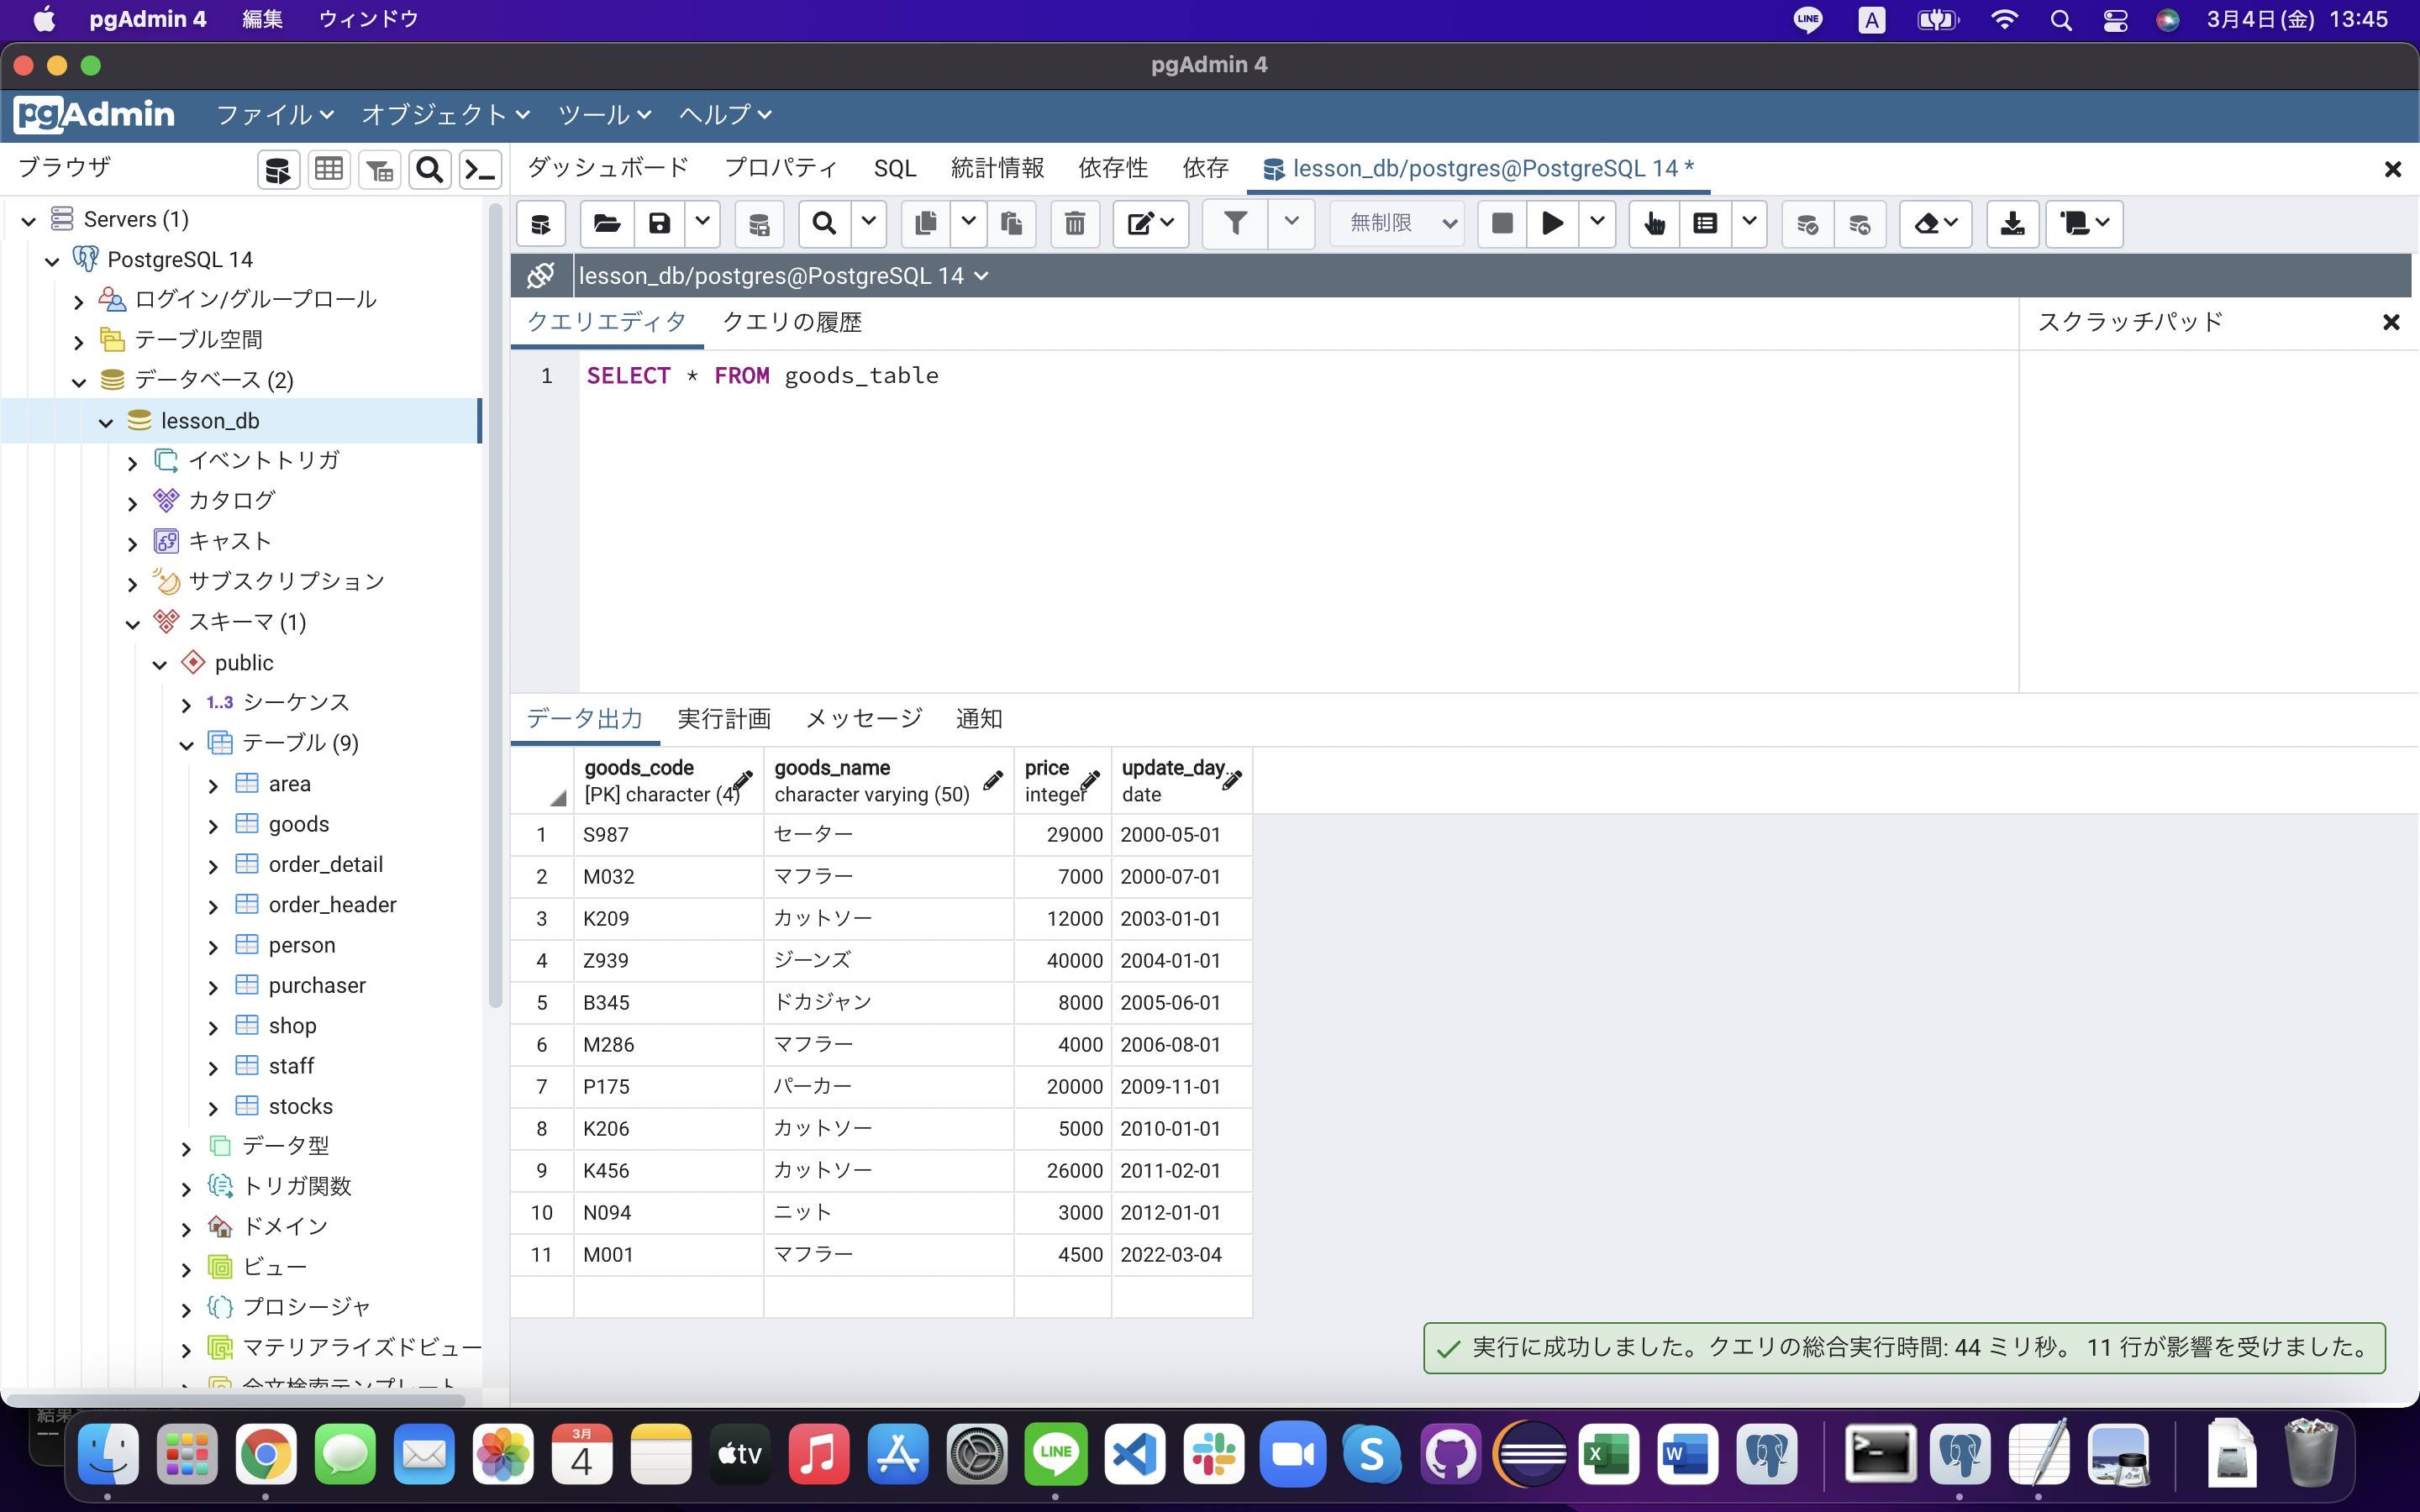 pgAdmin 4 編集 ウィンドウ LINE A 3月4日(金) 13:45
pgAdmin 4
pgAdmin ファイル オブジェクト ツール ヘルプ
ブラウザ
ダッシュボード プロパティ SQL 統計情報 依存性 依存 lesson_db/postgres@PostgreSQL 14 *
無制限
lesson_db/postgres@PostgreSQL 14
クエリエディタ クエリの履歴
スクラッチパッド
1 SELECT * FROM goods_table
Servers (1)
PostgreSQL 14
ログイン/グループロール
テーブル空間
データベース (2)
lesson_db
イベントトリガ
カタログ
キャスト
サブスクリプション
スキーマ (1)
public
1..3 シーケンス
テーブル (9)
area
goods
order_detail
order_header
person
purchaser
shop
staff
stocks
データ型
トリガ関数
ドメイン
ビュー
プロシージャ
マテリアライズドビュー
全文検索テンプレート
データ出力 実行計画 メッセージ 通知
goods_code goods_name price update_day...
[PK] character (4) character varying (50) integer date
1 S987 セーター 29000 2000-05-01
2 M032 マフラー 7000 2000-07-01
3 K209 カットソー 12000 2003-01-01
4 Z939 ジーンズ 40000 2004-01-01
5 B345 ドカジャン 8000 2005-06-01
6 M286 マフラー 4000 2006-08-01
7 P175 パーカー 20000 2009-11-01
8 K206 カットソー 5000 2010-01-01
9 K456 カットソー 26000 2011-02-01
10 N094 ニット 3000 2012-01-01
11 M001 マフラー 4500 2022-03-04
実行に成功しました。クエリの総合実行時間: 44 ミリ秒。 11 行が影響を受けました。
結果
3月
4
tv
LINE
S
X
W